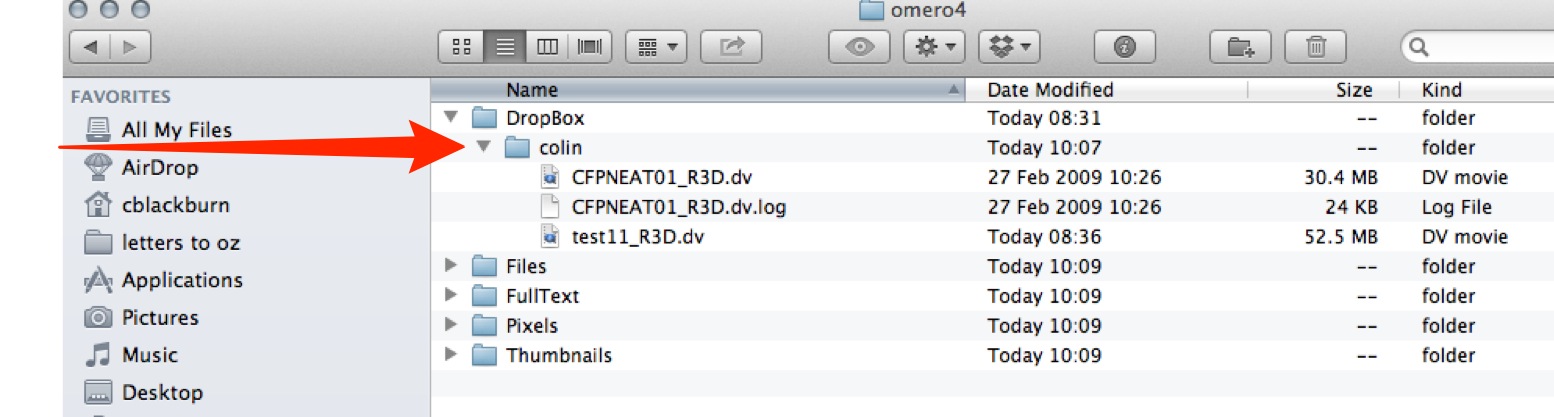 omero4
FAVORITES
All My Files
AirDrop
cblackburn
letters to oz
Applications
Pictures
Music
Desktop
Name Date Modified Size Kind
DropBox Today 08:31 -- folder
colin Today 10:07 -- folder
CFPNEAT01_R3D.dv 27 Feb 2009 10:26 30.4 MB DV movie
CFPNEAT01_R3D.dv.log 27 Feb 2009 10:26 24 KB Log File
test11_R3D.dv Today 08:36 52.5 MB DV movie
Files Today 10:09 -- folder
FullText Today 10:09 -- folder
Pixels Today 10:09 -- folder
Thumbnails Today 10:09 -- folder